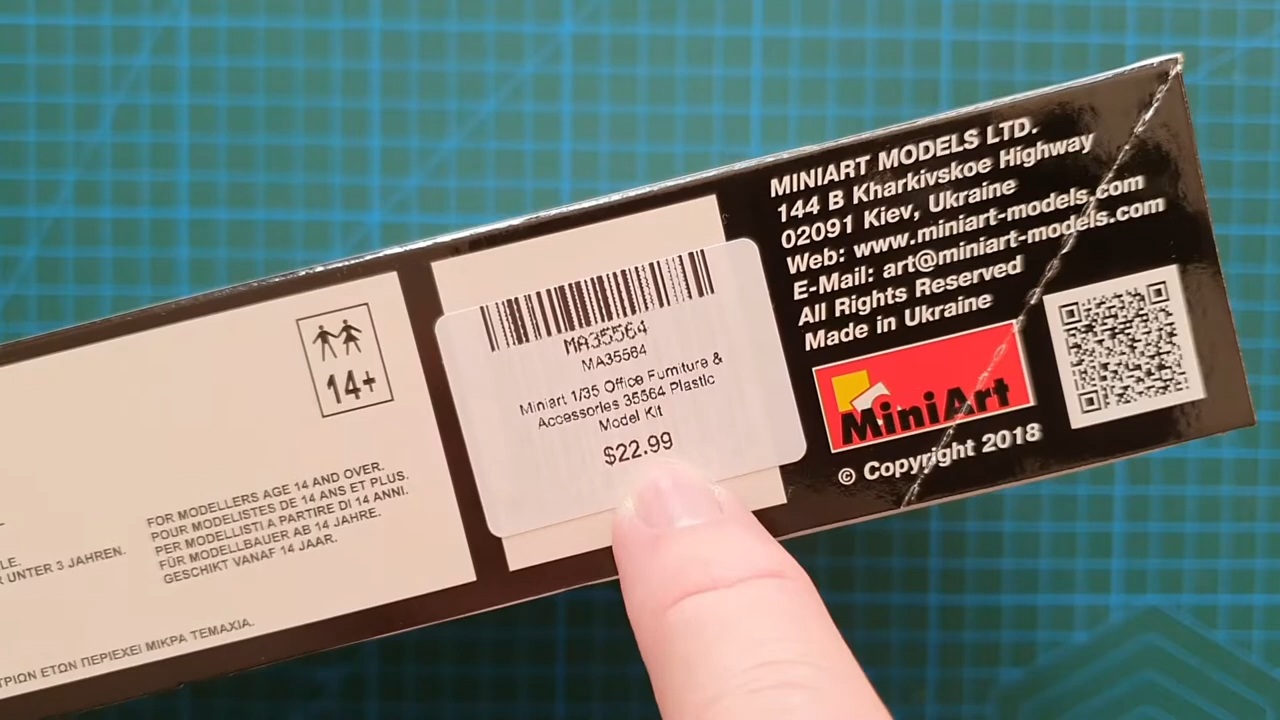 14+
FOR MODELLERS AGE 14 AND OVER.
POUR MODELISTES DE 14 ANS ET PLUS.
PER MODELLISTI A PARTIRE DI 14 ANNI.
FÜR MODELLBAUER AB 14 JAHRE.
GESCHIKT VANAF 14 JAAR.
UNTER 3 JAHREN.
ΕΤΩΝ ΠΕΡΙΕΧΕΙ ΜΙΚΡΑ ΤΕΜΑΧΙΑ.
MA35564
MA35564
Miniart 1/35 Office Furniture &
Accessories 35564 Plastic
Model Kit
$22.99
MINIART MODELS LTD.
144 B Kharkivskoe Highway
02091 Kiev, Ukraine
Web: www.miniart-models.com
E-Mail: art@miniart-models.com
All Rights Reserved
Made in Ukraine
MiniArt
© Copyright 2018